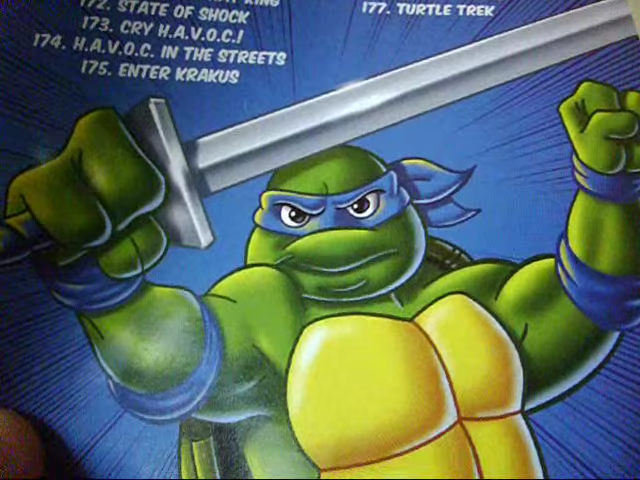 172. STATE OF SHOCK
173. CRY H.A.V.O.C.!
174. H.A.V.O.C. IN THE STREETS
175. ENTER KRAKUS
177. TURTLE TREK